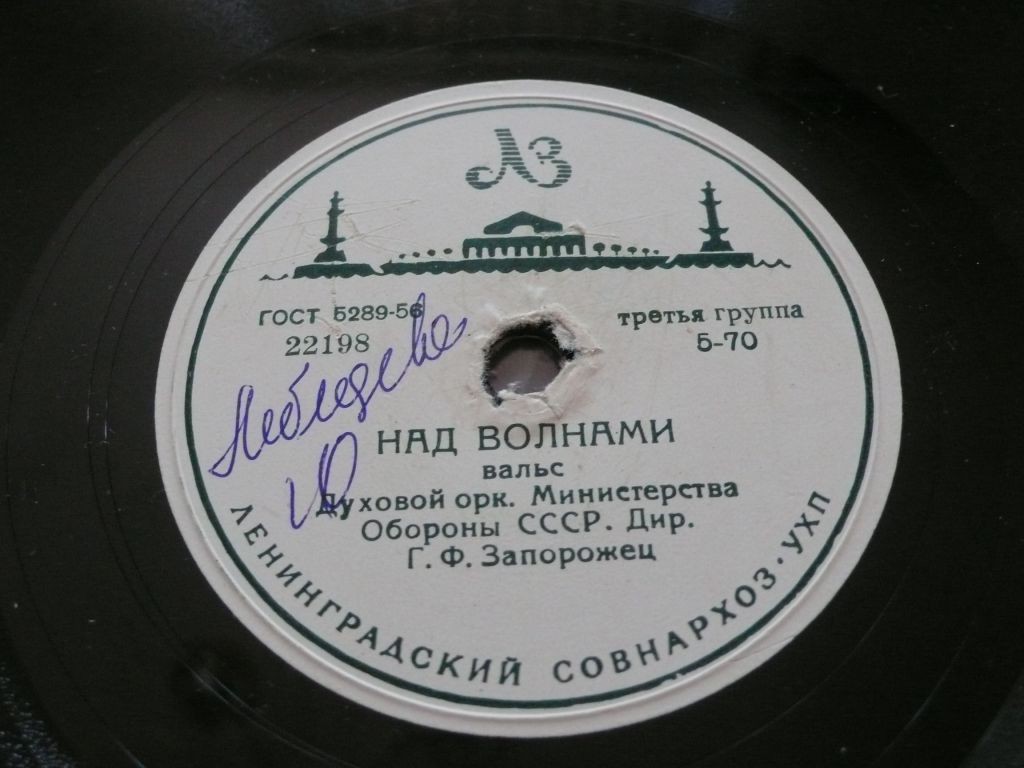 ЛЗ
ГОСТ 5289-56
третья группа
22198
5-70
Лебедева
Ю
НАД ВОЛНАМИ
вальс
Духовой орк. Министерства
Обороны СССР. Дир.
Г. Ф. Запорожец
ЛЕНИНГРАДСКИЙ СОВНАРХОЗ · УХП